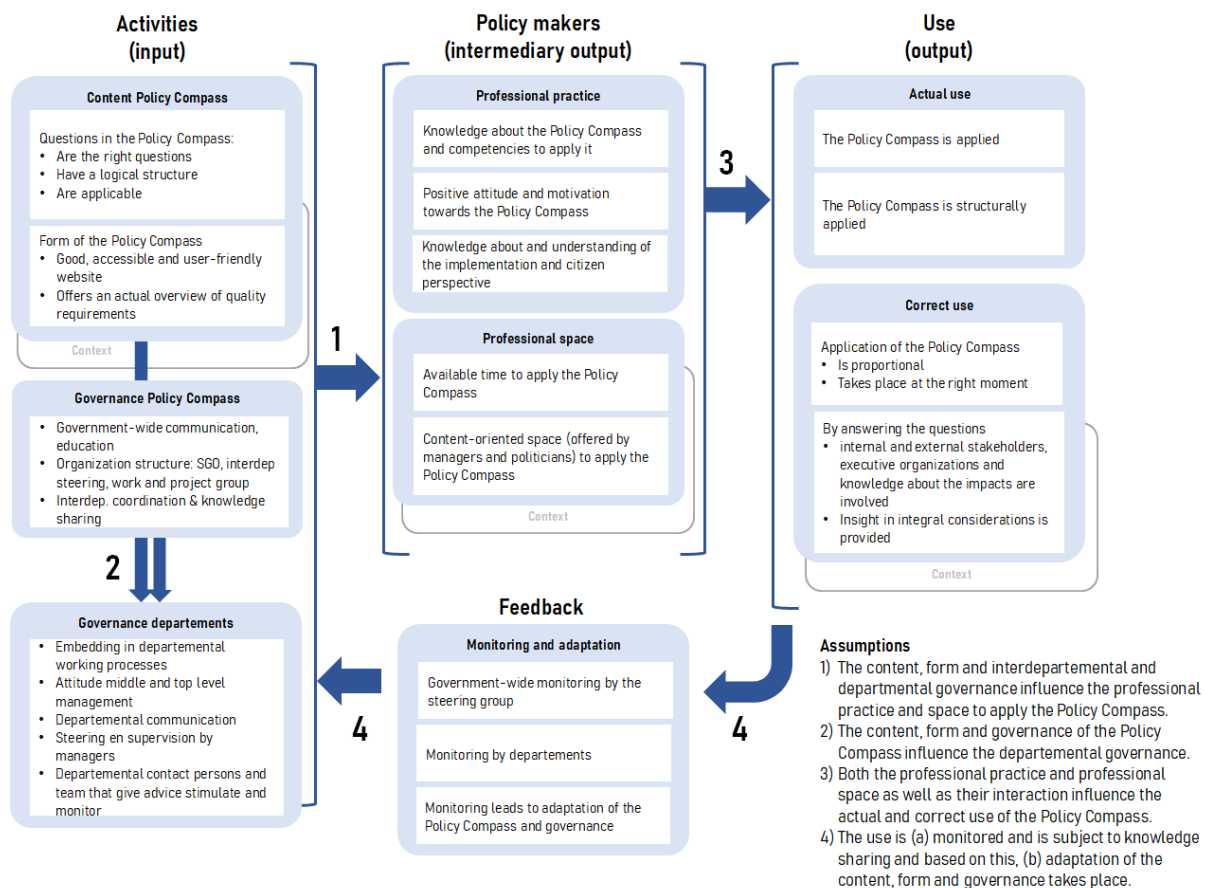 Activities
(input)
Content Policy Compass
Questions in the Policy Compass:
• Are the right questions
• Have a logical structure
• Are applicable
Form of the Policy Compass
• Good, accessible and user-friendly
website
• Offers an actual overview of quality
requirements
Context
Governance Policy Compass
• Government-wide communication,
education
• Organization structure: SGO, interdep
steering, work and project group
• Interdep. coordination & knowledge
sharing
2
Governance departements
• Embedding in departmental
working processes
• Attitude middle and top level
management
• Departmental communication
• Steering en supervision by
managers
• Departmental contact persons and
team that give advice stimulate and
monitor
1
Policy makers
(intermediary output)
Professional practice
Knowledge about the Policy Compass
and competencies to apply it
Positive attitude and motivation
towards the Policy Compass
Knowledge about and understanding of
the implementation and citizen
perspective
Professional space
Available time to apply the Policy
Compass
Content-oriented space (offered by
managers and politicians) to apply the
Policy Compass
Context
3
Use
(output)
Actual use
The Policy Compass is applied
The Policy Compass is structurally
applied
Correct use
Application of the Policy Compass
• Is proportional
• Takes place at the right moment
By answering the questions
• internal and external stakeholders,
executive organizations and
knowledge about the impacts are
involved
• Insight in integral considerations is
provided
Context
4
Feedback
Monitoring and adaptation
Government-wide monitoring by the
steering group
Monitoring by departments
Monitoring leads to adaptation of the
Policy Compass and governance
4
Assumptions
1) The content, form and interdepartemental and
departmental governance influence the professional
practice and space to apply the Policy Compass.
2) The content, form and governance of the Policy
Compass influence the departmental governance.
3) Both the professional practice and professional
space as well as their interaction influence the
actual and correct use of the Policy Compass.
4) The use is (a) monitored and is subject to knowledge
sharing and based on this, (b) adaptation of the
content, form and governance takes place.